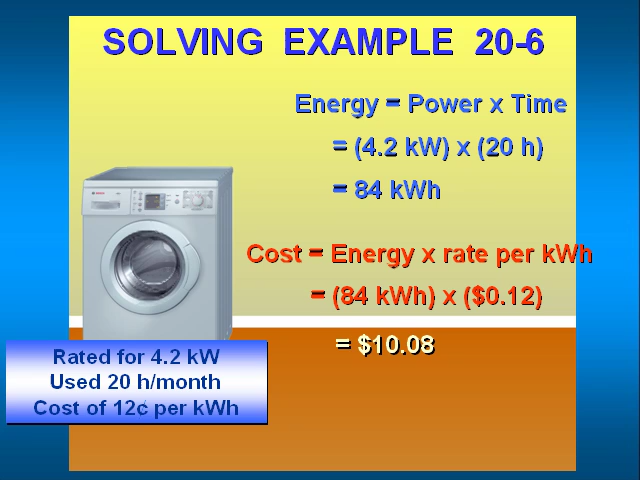 SOLVING EXAMPLE 20-6
Energy = Power x Time
= (4.2 kW) x (20 h)
= 84 kWh
Cost = Energy x rate per kWh
= (84 kWh) x ($0.12)
= $10.08
Rated for 4.2 kW
Used 20 h/month
Cost of 12¢ per kWh